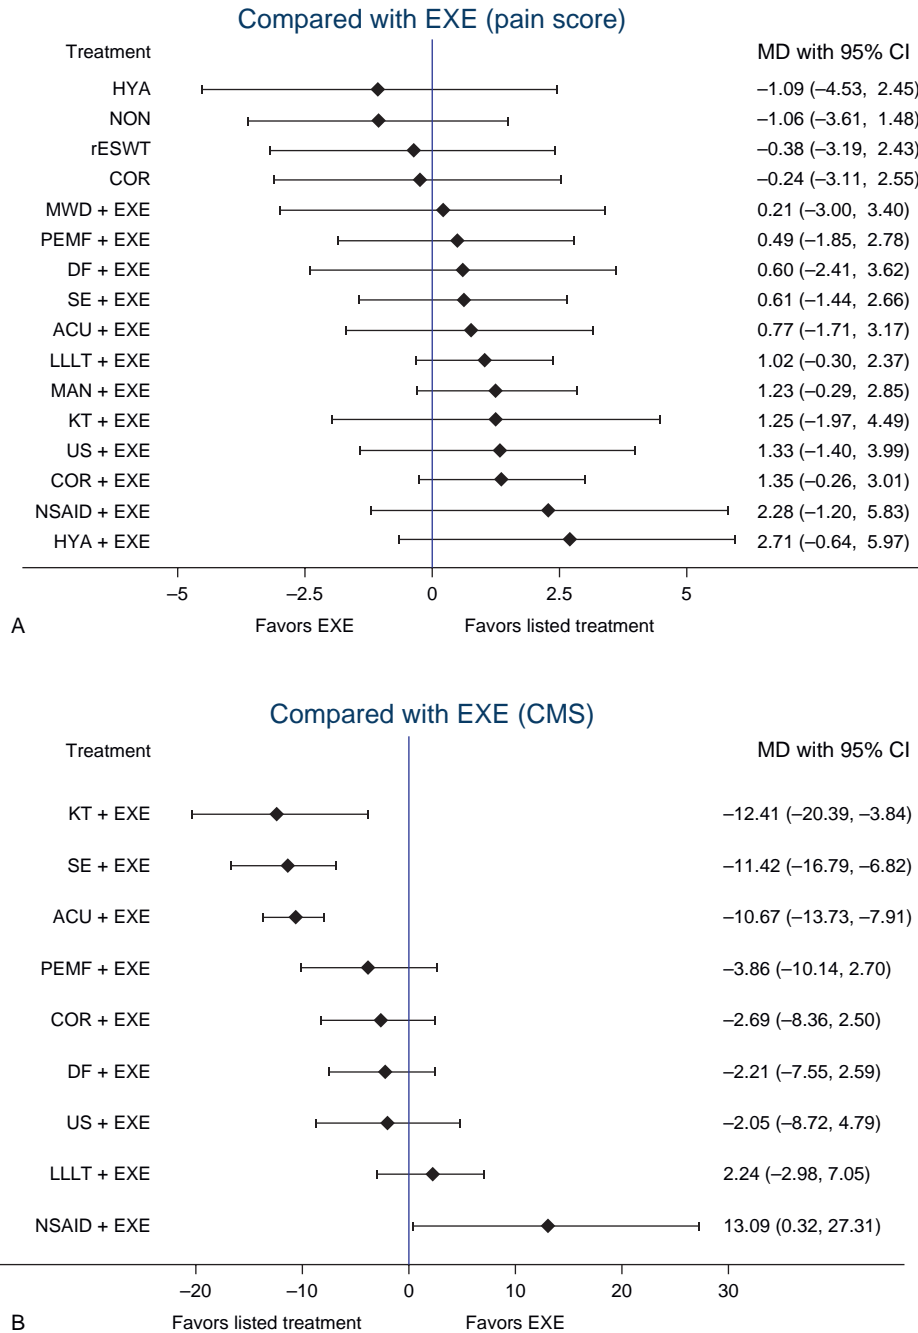 Compared with EXE (pain score)
Treatment MD with 95% CI
HYA –1.09 (–4.53, 2.45)
NON –1.06 (–3.61, 1.48)
rESWT –0.38 (–3.19, 2.43)
COR –0.24 (–3.11, 2.55)
MWD + EXE 0.21 (–3.00, 3.40)
PEMF + EXE 0.49 (–1.85, 2.78)
DF + EXE 0.60 (–2.41, 3.62)
SE + EXE 0.61 (–1.44, 2.66)
ACU + EXE 0.77 (–1.71, 3.17)
LLLT + EXE 1.02 (–0.30, 2.37)
MAN + EXE 1.23 (–0.29, 2.85)
KT + EXE 1.25 (–1.97, 4.49)
US + EXE 1.33 (–1.40, 3.99)
COR + EXE 1.35 (–0.26, 3.01)
NSAID + EXE 2.28 (–1.20, 5.83)
HYA + EXE 2.71 (–0.64, 5.97)
–5 –2.5 0 2.5 5
A Favors EXE Favors listed treatment
Compared with EXE (CMS)
Treatment MD with 95% CI
KT + EXE –12.41 (–20.39, –3.84)
SE + EXE –11.42 (–16.79, –6.82)
ACU + EXE –10.67 (–13.73, –7.91)
PEMF + EXE –3.86 (–10.14, 2.70)
COR + EXE –2.69 (–8.36, 2.50)
DF + EXE –2.21 (–7.55, 2.59)
US + EXE –2.05 (–8.72, 4.79)
LLLT + EXE 2.24 (–2.98, 7.05)
NSAID + EXE 13.09 (0.32, 27.31)
–20 –10 0 10 20 30
B Favors listed treatment Favors EXE